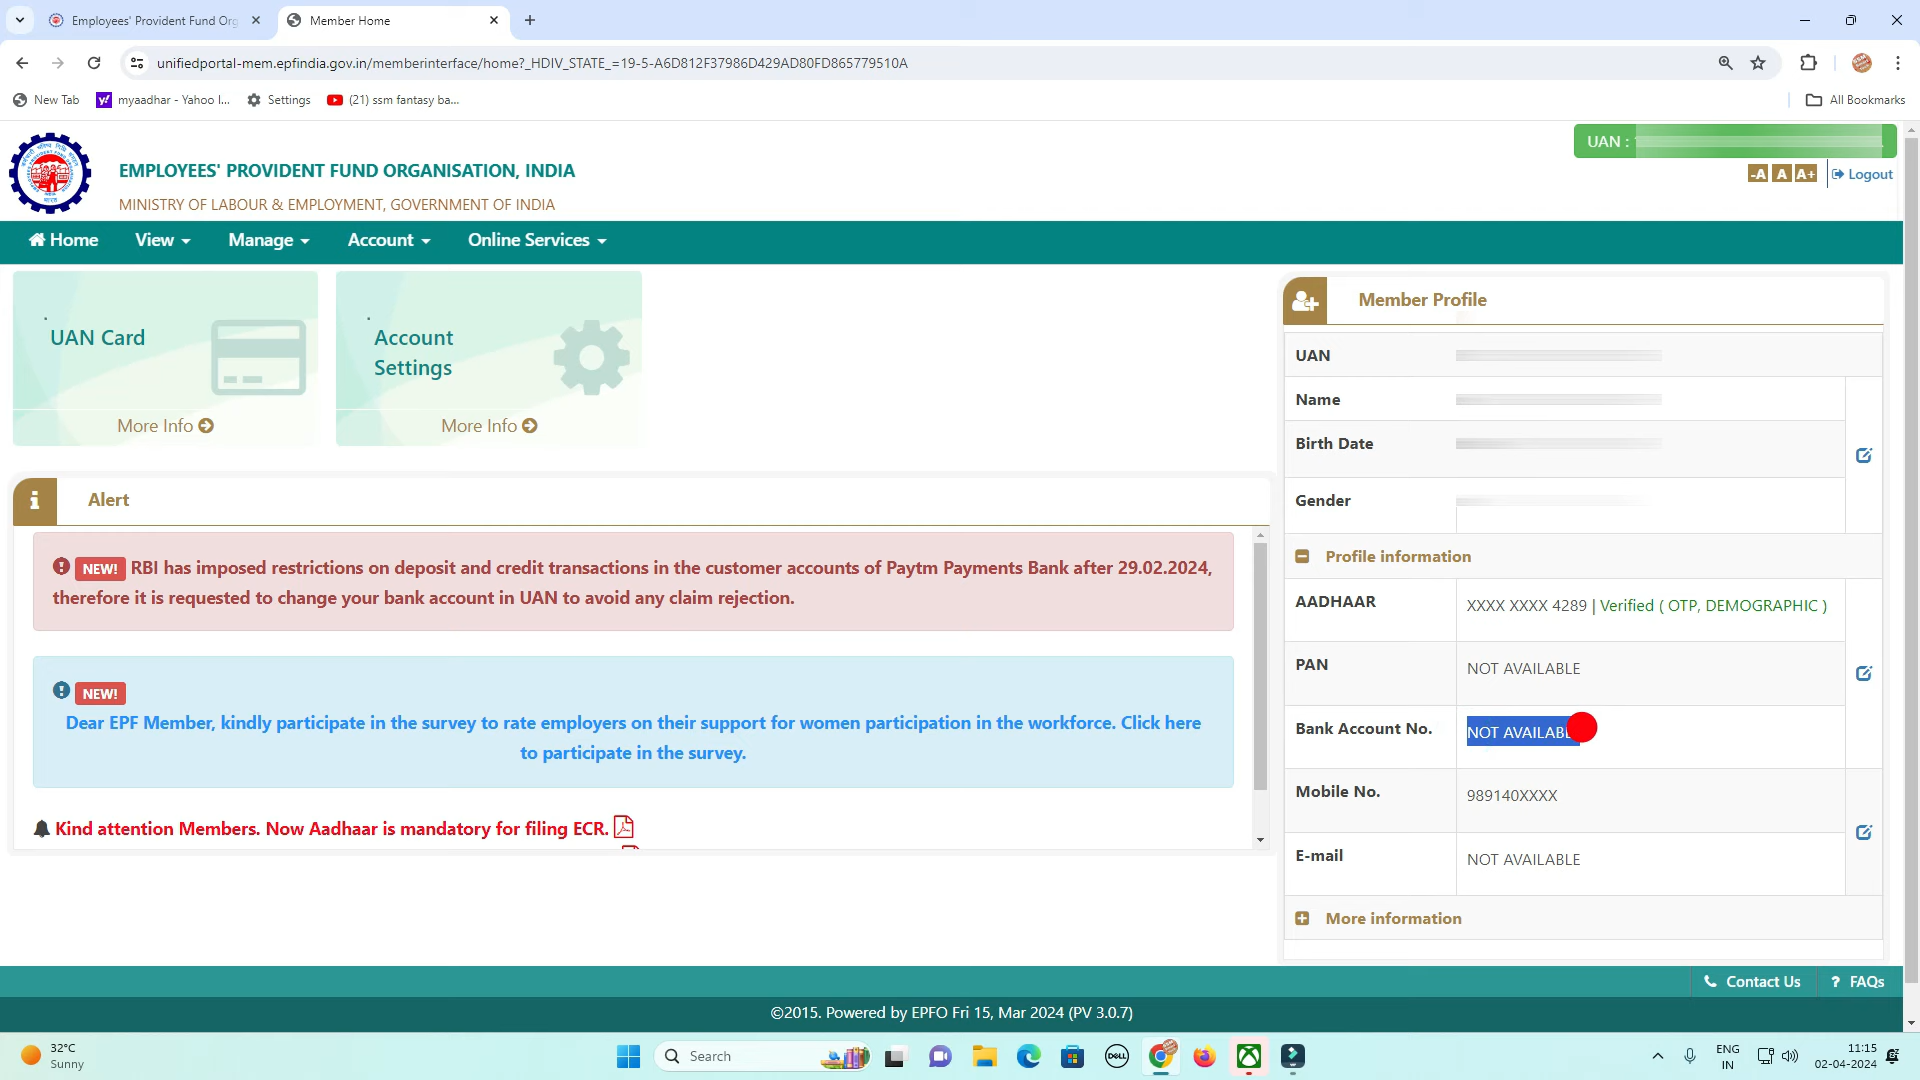 Employees' Provident Fund Org
Member Home
unifiedportal-mem.epfindia.gov.in/memberinterface/home?_HDIV_STATE_=19-5-A6D812F37986D429AD80FD865779510A
New Tab
myaadhar - Yahoo I...
Settings
(21) ssm fantasy ba...
All Bookmarks
UAN :
EMPLOYEES' PROVIDENT FUND ORGANISATION, INDIA
MINISTRY OF LABOUR & EMPLOYMENT, GOVERNMENT OF INDIA
-A A A+ Logout
Home View Manage Account Online Services
UAN Card
More Info
Account
Settings
More Info
Alert
NEW! RBI has imposed restrictions on deposit and credit transactions in the customer accounts of Paytm Payments Bank after 29.02.2024,
therefore it is requested to change your bank account in UAN to avoid any claim rejection.
NEW!
Dear EPF Member, kindly participate in the survey to rate employers on their support for women participation in the workforce. Click here
to participate in the survey.
Kind attention Members. Now Aadhaar is mandatory for filing ECR.
Member Profile
UAN
Name
Birth Date
Gender
Profile information
AADHAAR XXXX XXXX 4289 | Verified ( OTP, DEMOGRAPHIC )
PAN NOT AVAILABLE
Bank Account No. NOT AVAILAB
Mobile No. 989140XXXX
E-mail NOT AVAILABLE
More information
Contact Us ? FAQs
©2015. Powered by EPFO Fri 15, Mar 2024 (PV 3.0.7)
32°C
Sunny
Search
DELL
ENG
IN
11:15
02-04-2024